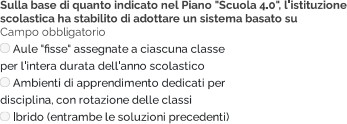 Sulla base di quanto indicato nel Piano "Scuola 4.0", l'istituzione
scolastica ha stabilito di adottare un sistema basato su
Campo obbligatorio
Aule "fisse" assegnate a ciascuna classe
per l'intera durata dell'anno scolastico
Ambienti di apprendimento dedicati per
disciplina, con rotazione delle classi
Ibrido (entrambe le soluzioni precedenti)